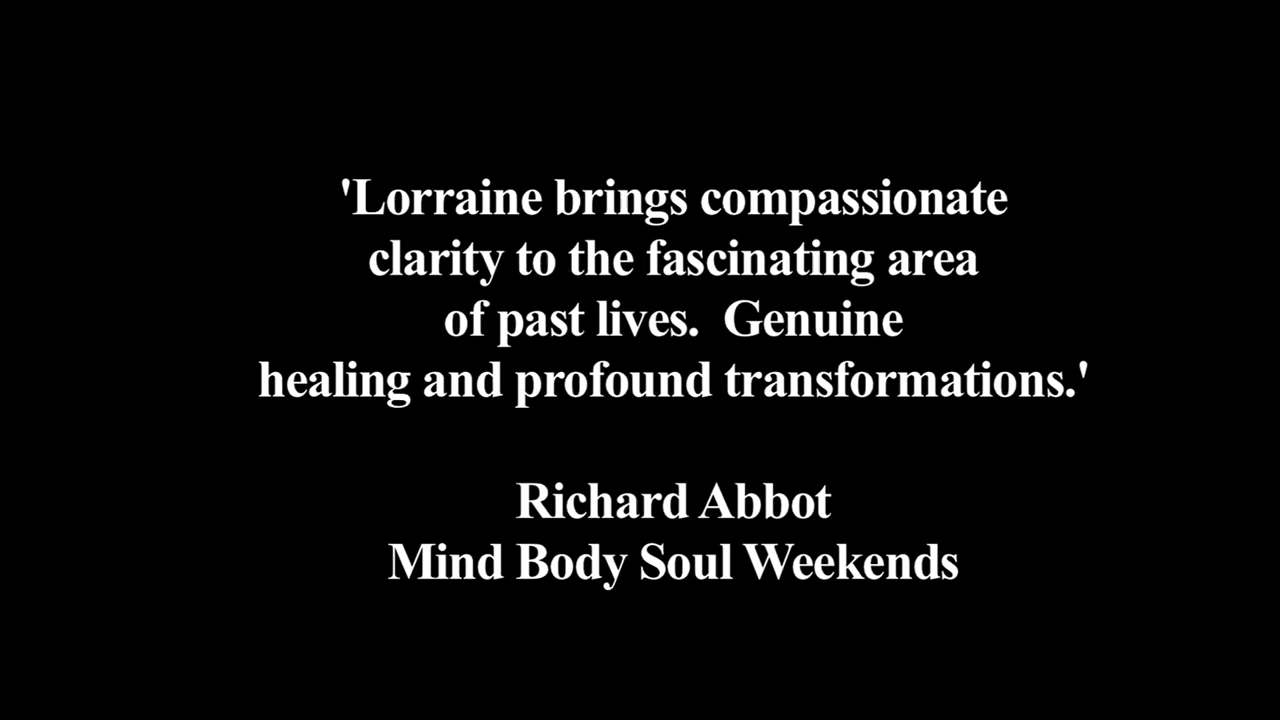 'Lorraine brings compassionate
clarity to the fascinating area
of past lives.  Genuine
healing and profound transformations.'
Richard Abbot
Mind Body Soul Weekends